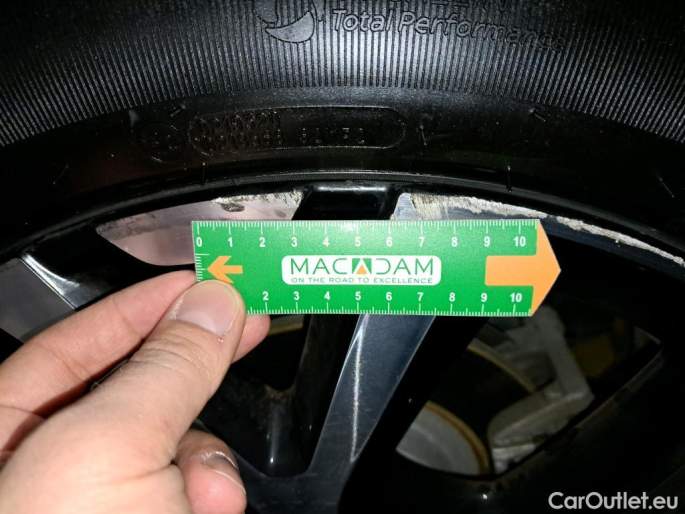 Total Performance
0 1 2 3 4 5 6 7 8 9 10
MACADAM
ON THE ROAD TO EXCELLENCE
2 3 4 5 6 7 8 9 10
CarOutlet.eu